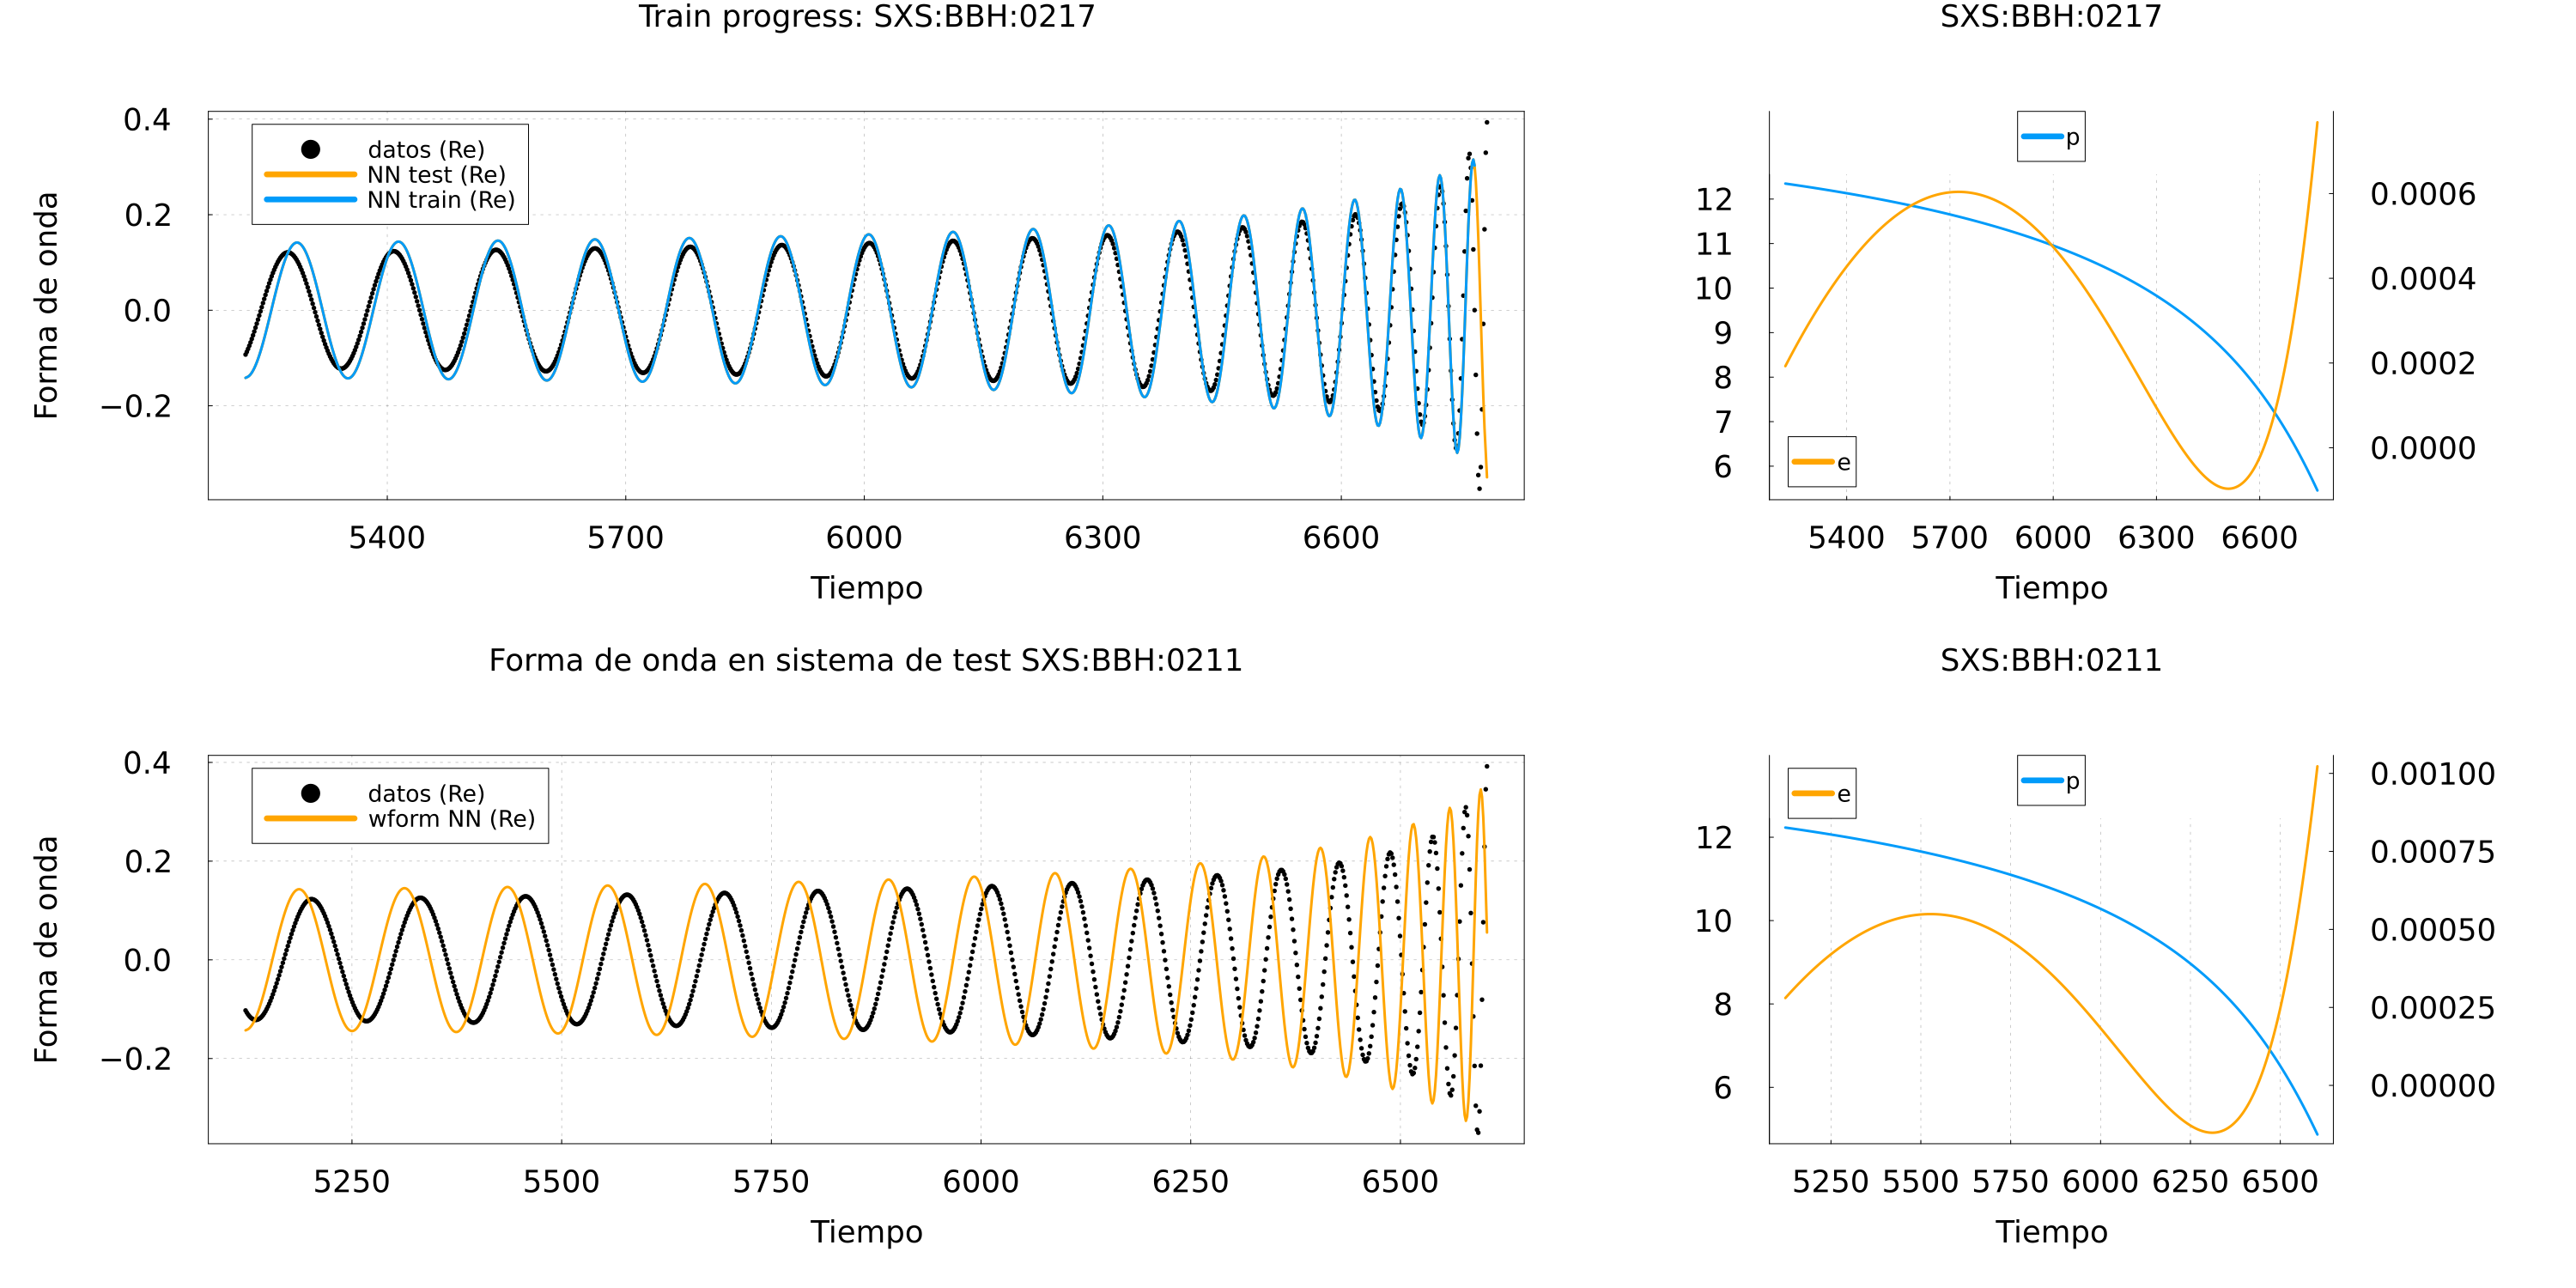 Train progress: SXS:BBH:0217
Forma de onda
0.4
0.2
0.0
−0.2
datos (Re)
NN test (Re)
NN train (Re)
5400 5700 6000 6300 6600
Tiempo
SXS:BBH:0217
p
e
12
11
10
9
8
7
6
0.0006
0.0004
0.0002
0.0000
5400 5700 6000 6300 6600
Tiempo
Forma de onda en sistema de test SXS:BBH:0211
Forma de onda
0.4
0.2
0.0
−0.2
datos (Re)
wform NN (Re)
5250 5500 5750 6000 6250 6500
Tiempo
SXS:BBH:0211
e
p
12
10
8
6
0.00100
0.00075
0.00050
0.00025
0.00000
5250 5500 5750 6000 6250 6500
Tiempo